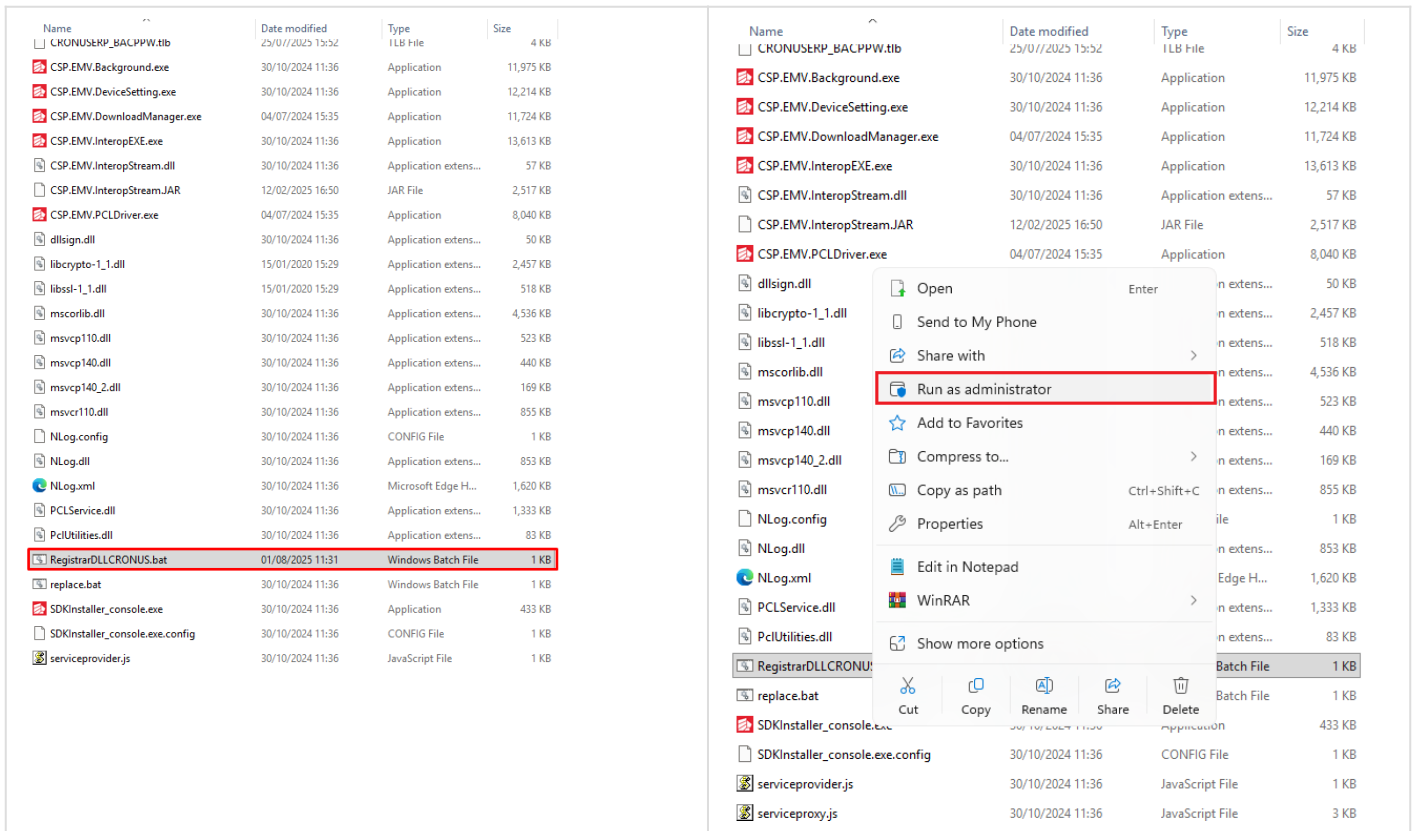 Name Date modified Type Size
CRONUSERP_BACPPW.tlb 25/07/2025 15:52 TLB File 4 KB
CSP.EMV.Background.exe 30/10/2024 11:36 Application 11,975 KB
CSP.EMV.DeviceSetting.exe 30/10/2024 11:36 Application 12,214 KB
CSP.EMV.DownloadManager.exe 04/07/2024 15:35 Application 11,724 KB
CSP.EMV.InteropEXE.exe 30/10/2024 11:36 Application 13,613 KB
CSP.EMV.InteropStream.dll 30/10/2024 11:36 Application extens... 57 KB
CSP.EMV.InteropStream.JAR 12/02/2025 16:50 JAR File 2,517 KB
CSP.EMV.PCLDriver.exe 04/07/2024 15:35 Application 8,040 KB
dllsign.dll 30/10/2024 11:36 Application extens... 50 KB
libcrypto-1_1.dll 15/01/2020 15:29 Application extens... 2,457 KB
libssl-1_1.dll 15/01/2020 15:29 Application extens... 518 KB
mscorlib.dll 30/10/2024 11:36 Application extens... 4,536 KB
msvcp110.dll 30/10/2024 11:36 Application extens... 523 KB
msvcp140.dll 30/10/2024 11:36 Application extens... 440 KB
msvcp140_2.dll 30/10/2024 11:36 Application extens... 169 KB
msvcr110.dll 30/10/2024 11:36 Application extens... 855 KB
NLog.config 30/10/2024 11:36 CONFIG File 1 KB
NLog.dll 30/10/2024 11:36 Application extens... 853 KB
NLog.xml 30/10/2024 11:36 Microsoft Edge H... 1,620 KB
PCLService.dll 30/10/2024 11:36 Application extens... 1,333 KB
PclUtilities.dll 30/10/2024 11:36 Application extens... 83 KB
RegistrarDLLCRONUS.bat 01/08/2025 11:31 Windows Batch File 1 KB
replace.bat 30/10/2024 11:36 Windows Batch File 1 KB
SDKInstaller_console.exe 30/10/2024 11:36 Application 433 KB
SDKInstaller_console.exe.config 30/10/2024 11:36 CONFIG File 1 KB
serviceprovider.js 30/10/2024 11:36 JavaScript File 1 KB
Name Date modified Type Size
CRONUSERP_BACPPW.tlb 25/07/2025 15:52 TLB File 4 KB
CSP.EMV.Background.exe 30/10/2024 11:36 Application 11,975 KB
CSP.EMV.DeviceSetting.exe 30/10/2024 11:36 Application 12,214 KB
CSP.EMV.DownloadManager.exe 04/07/2024 15:35 Application 11,724 KB
CSP.EMV.InteropEXE.exe 30/10/2024 11:36 Application 13,613 KB
CSP.EMV.InteropStream.dll 30/10/2024 11:36 Application extens... 57 KB
CSP.EMV.InteropStream.JAR 12/02/2025 16:50 JAR File 2,517 KB
CSP.EMV.PCLDriver.exe 04/07/2024 15:35 Application 8,040 KB
dllsign.dll n extens... 50 KB
libcrypto-1_1.dll n extens... 2,457 KB
libssl-1_1.dll n extens... 518 KB
mscorlib.dll n extens... 4,536 KB
msvcp110.dll n extens... 523 KB
msvcp140.dll n extens... 440 KB
msvcp140_2.dll n extens... 169 KB
msvcr110.dll n extens... 855 KB
NLog.config ile 1 KB
NLog.dll n extens... 853 KB
NLog.xml Edge H... 1,620 KB
PCLService.dll n extens... 1,333 KB
PclUtilities.dll n extens... 83 KB
RegistrarDLLCRONUS Batch File 1 KB
replace.bat Batch File 1 KB
SDKInstaller_console.exe 30/10/2024 11:36 Application 433 KB
SDKInstaller_console.exe.config 30/10/2024 11:36 CONFIG File 1 KB
serviceprovider.js 30/10/2024 11:36 JavaScript File 1 KB
serviceproxy.js 30/10/2024 11:36 JavaScript File 3 KB
Open Enter
Send to My Phone
Share with
Run as administrator
Add to Favorites
Compress to...
Copy as path Ctrl+Shift+C
Properties Alt+Enter
Edit in Notepad
WinRAR
Show more options
Cut Copy Rename Share Delete